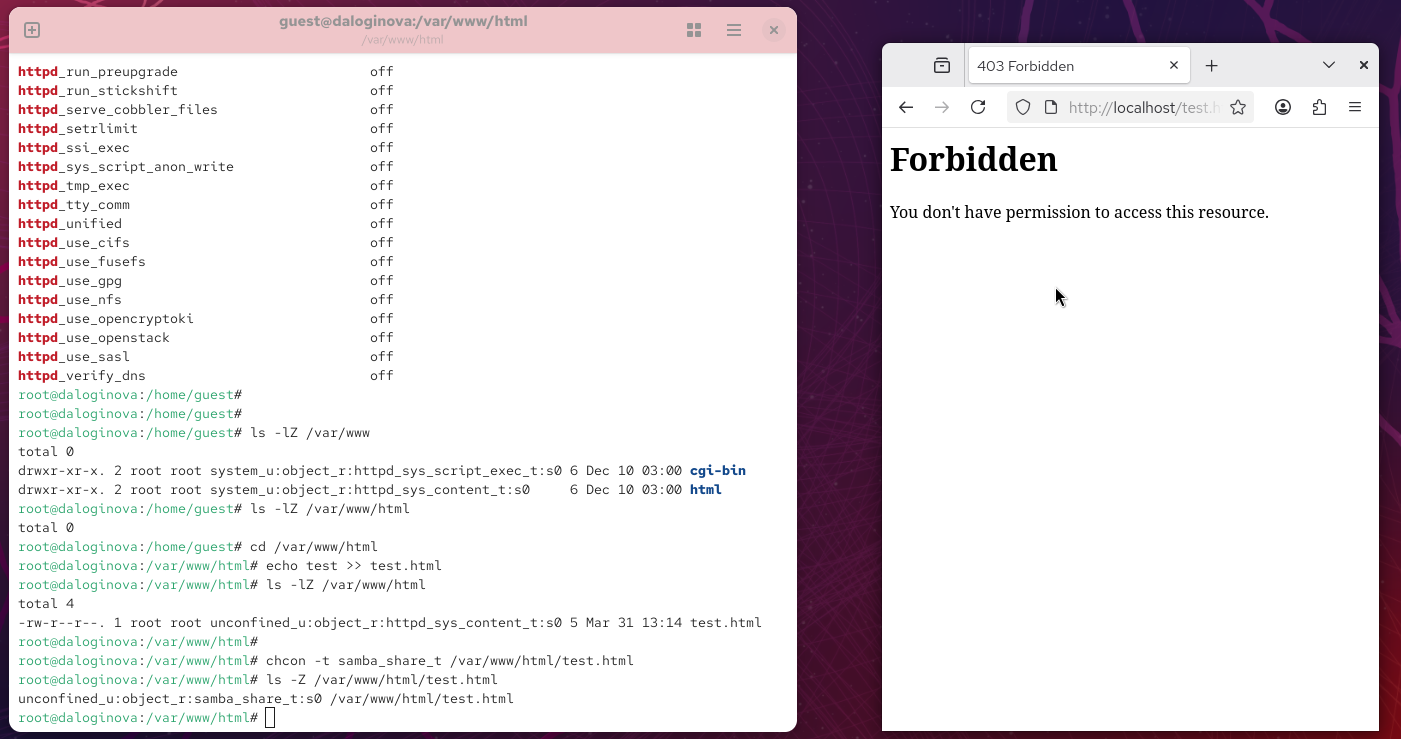 guest@daloginova:/var/www/html
/var/www/html
httpd_run_preupgrade off
httpd_run_stickshift off
httpd_serve_cobbler_files off
httpd_setrlimit off
httpd_ssi_exec off
httpd_sys_script_anon_write off
httpd_tmp_exec off
httpd_tty_comm off
httpd_unified off
httpd_use_cifs off
httpd_use_fusefs off
httpd_use_gpg off
httpd_use_nfs off
httpd_use_opencryptoki off
httpd_use_openstack off
httpd_use_sasl off
httpd_verify_dns off
root@daloginova:/home/guest#
root@daloginova:/home/guest#
root@daloginova:/home/guest# ls -lZ /var/www
total 0
drwxr-xr-x. 2 root root system_u:object_r:httpd_sys_script_exec_t:s0 6 Dec 10 03:00 cgi-bin
drwxr-xr-x. 2 root root system_u:object_r:httpd_sys_content_t:s0 6 Dec 10 03:00 html
root@daloginova:/home/guest# ls -lZ /var/www/html
total 0
root@daloginova:/home/guest# cd /var/www/html
root@daloginova:/var/www/html# echo test >> test.html
root@daloginova:/var/www/html# ls -lZ /var/www/html
total 4
-rw-r--r--. 1 root root unconfined_u:object_r:httpd_sys_content_t:s0 5 Mar 31 13:14 test.html
root@daloginova:/var/www/html#
root@daloginova:/var/www/html# chcon -t samba_share_t /var/www/html/test.html
root@daloginova:/var/www/html# ls -Z /var/www/html/test.html
unconfined_u:object_r:samba_share_t:s0 /var/www/html/test.html
root@daloginova:/var/www/html#
403 Forbidden
http://localhost/test.h
Forbidden
You don't have permission to access this resource.